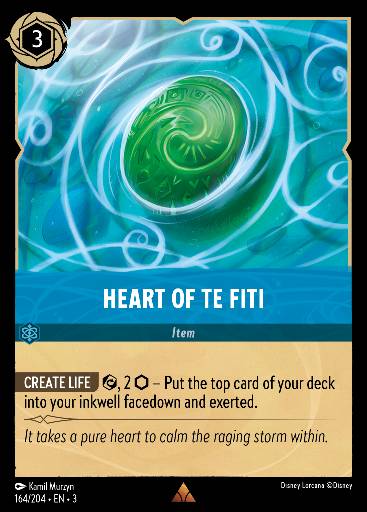 3
HEART OF TE FITI
Item
CREATE LIFE , 2 – Put the top card of your deck
into your inkwell facedown and exerted.
It takes a pure heart to calm the raging storm within.
Kamil Murzyn
Disney Lorcana ©Disney
164/204 • EN • 3